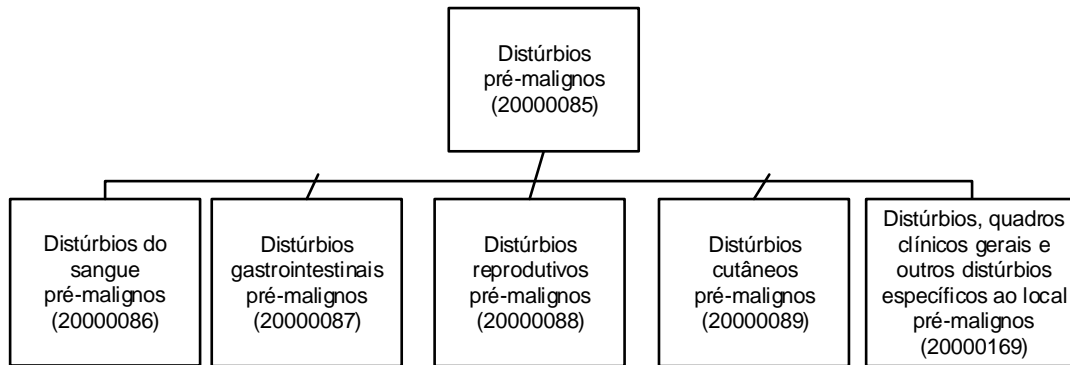 Distúrbios
pré-malignos
(20000085)
Distúrbios do
sangue
pré-malignos
(20000086)
Distúrbios
gastrointestinais
pré-malignos
(20000087)
Distúrbios
reprodutivos
pré-malignos
(20000088)
Distúrbios
cutâneos
pré-malignos
(20000089)
Distúrbios, quadros
clínicos gerais e
outros distúrbios
específicos ao local
pré-malignos
(20000169)